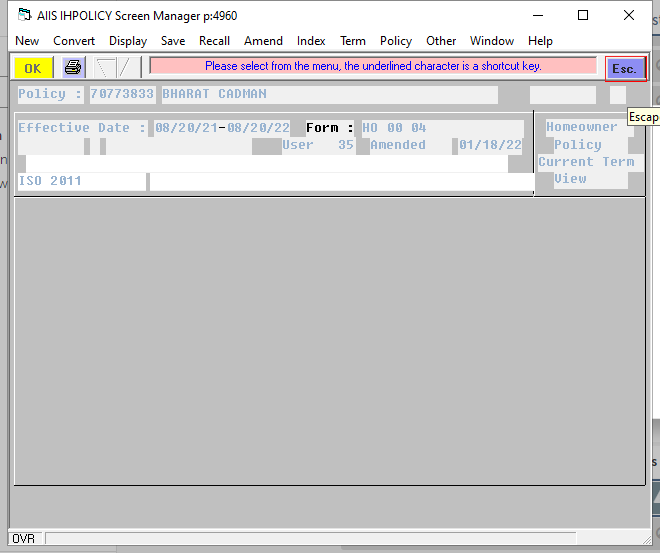 AIIS IHPOLICY Screen Manager p:4960
New Convert Display Save Recall Amend Index Term Policy Other Window Help
OK Please select from the menu, the underlined character is a shortcut key. Esc.
Policy : 70773833 BHARAT CADMAN
Escap
Effective Date : 08/20/21-08/20/22 Form : HO 00 04 Homeowner
User 35 Amended 01/18/22 Policy
Current Term
ISO 2011 View
OVR